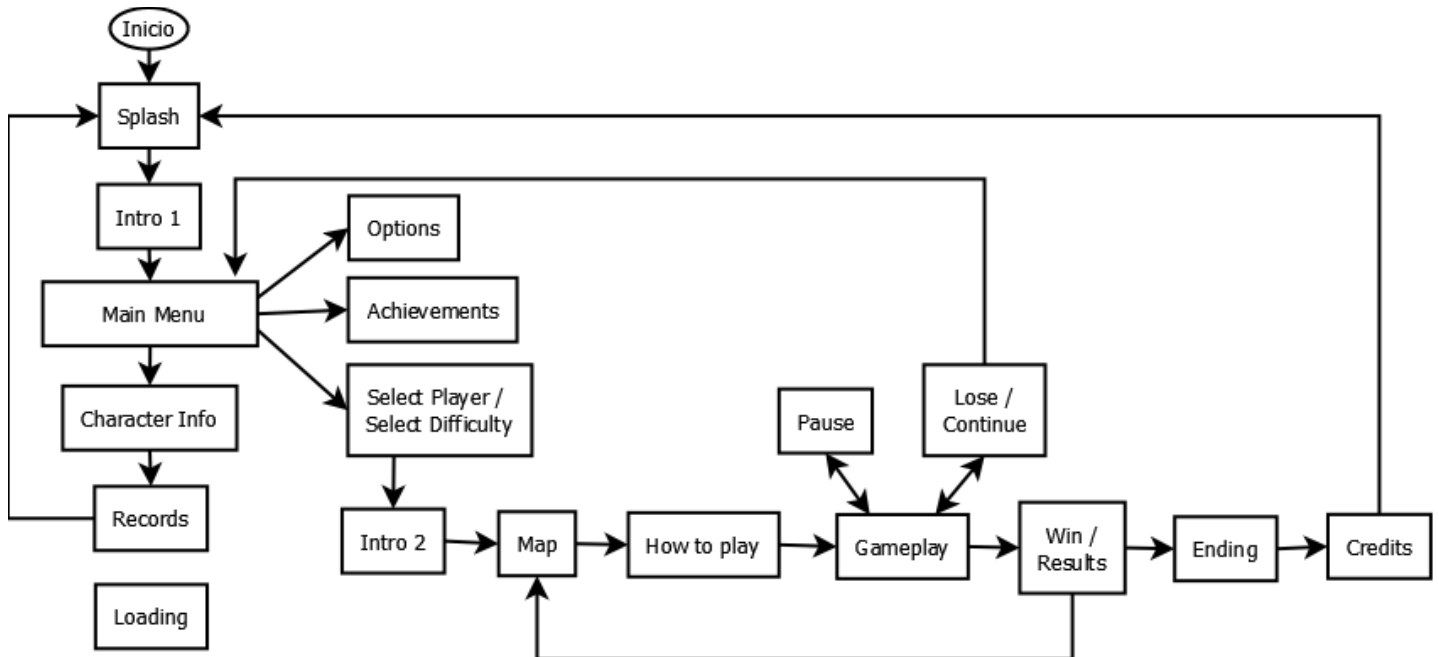 Inicio
Splash
Intro 1
Options
Main Menu
Achievements
Select Player /
Select Difficulty
Character Info
Pause
Lose /
Continue
Records
Intro 2
Map
How to play
Gameplay
Win /
Results
Ending
Credits
Loading